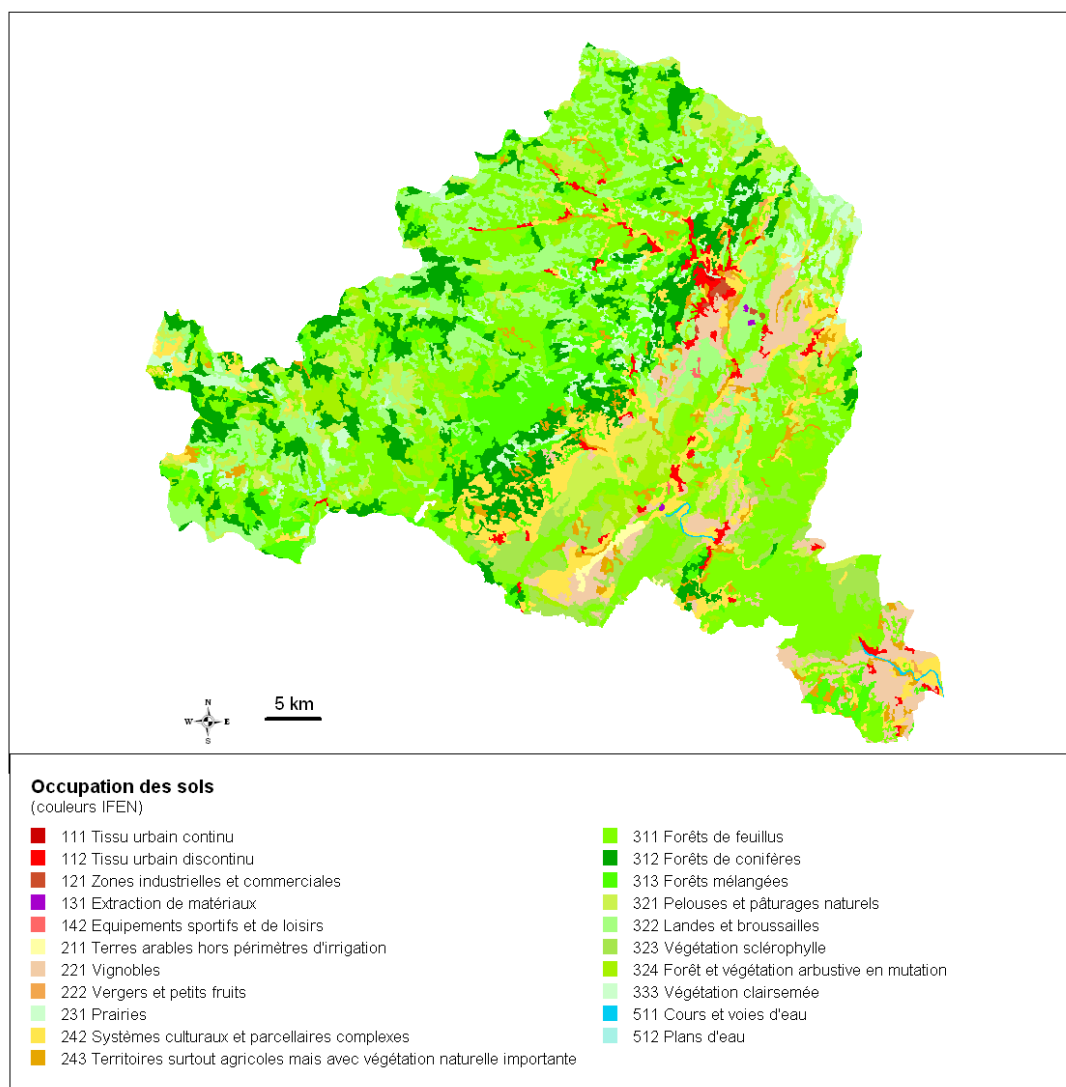 N
W E
S
5 km
Occupation des sols
(couleurs IFEN)
111 Tissu urbain continu
112 Tissu urbain discontinu
121 Zones industrielles et commerciales
131 Extraction de matériaux
142 Equipements sportifs et de loisirs
211 Terres arables hors périmètres d'irrigation
221 Vignobles
222 Vergers et petits fruits
231 Prairies
242 Systèmes culturaux et parcellaires complexes
243 Territoires surtout agricoles mais avec végétation naturelle importante
311 Forêts de feuillus
312 Forêts de conifères
313 Forêts mélangées
321 Pelouses et pâturages naturels
322 Landes et broussailles
323 Végétation sclérophylle
324 Forêt et végétation arbustive en mutation
333 Végétation clairsemée
511 Cours et voies d'eau
512 Plans d'eau